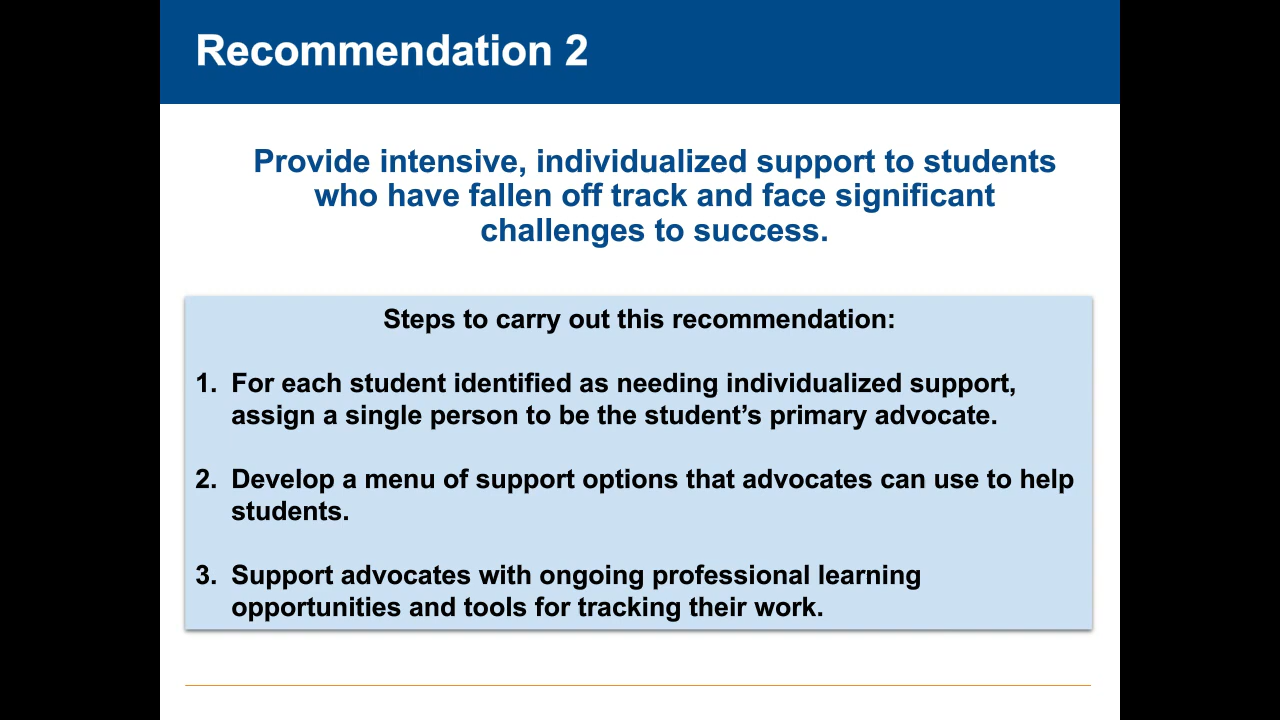 Recommendation 2
Provide intensive, individualized support to students
who have fallen off track and face significant
challenges to success.
Steps to carry out this recommendation:
1. For each student identified as needing individualized support,
assign a single person to be the student’s primary advocate.
2. Develop a menu of support options that advocates can use to help
students.
3. Support advocates with ongoing professional learning
opportunities and tools for tracking their work.